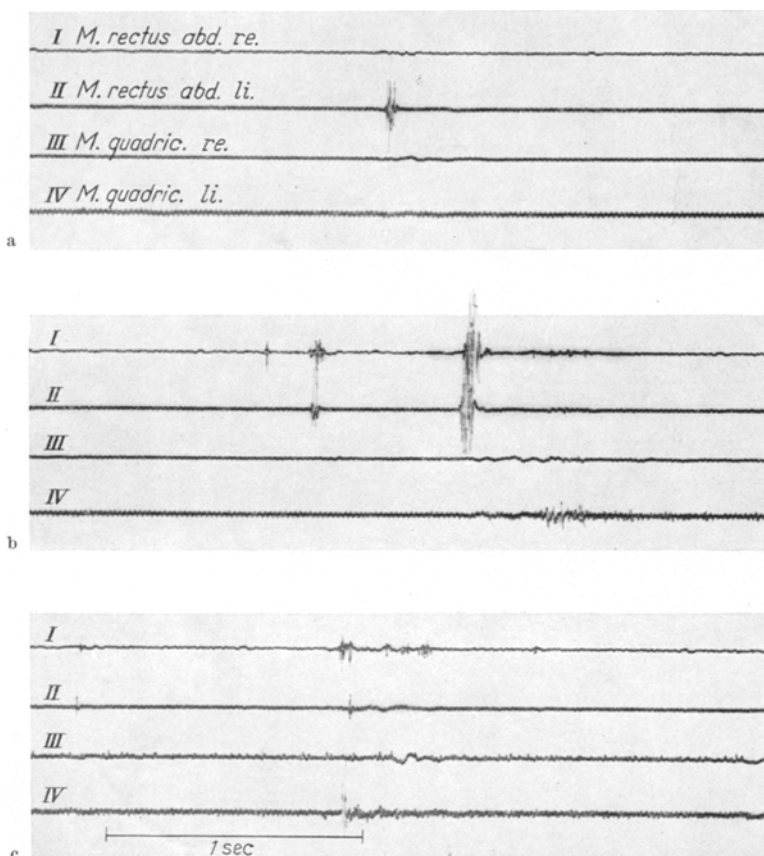 I M. rectus abd. re.
II M. rectus abd. li.
III M. quadric. re.
IV M. quadric. li.
a
I
II
III
IV
b
I
II
III
IV
1 sec
c